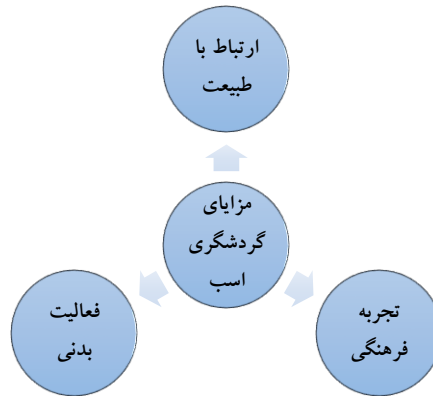 ارتباط با
طبیعت
مزایای
گردشگری
اسب
تجربه
فرهنگی
فعالیت
بدنی